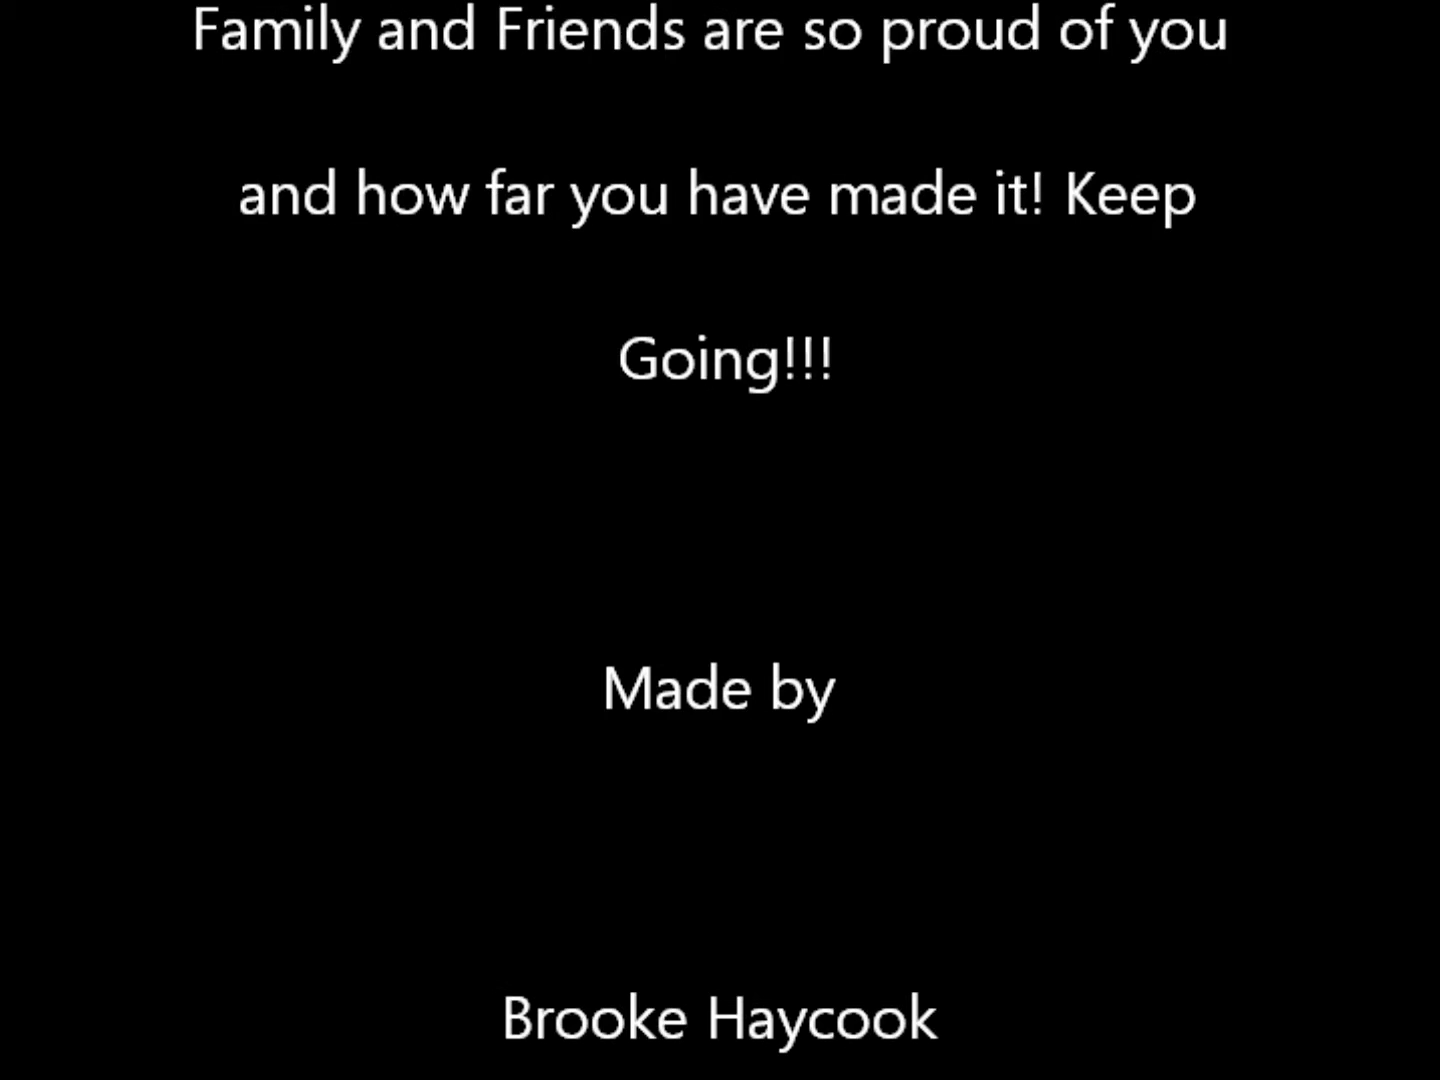 Family and Friends are so proud of you
and how far you have made it! Keep
Going!!!
Made by
Brooke Haycook